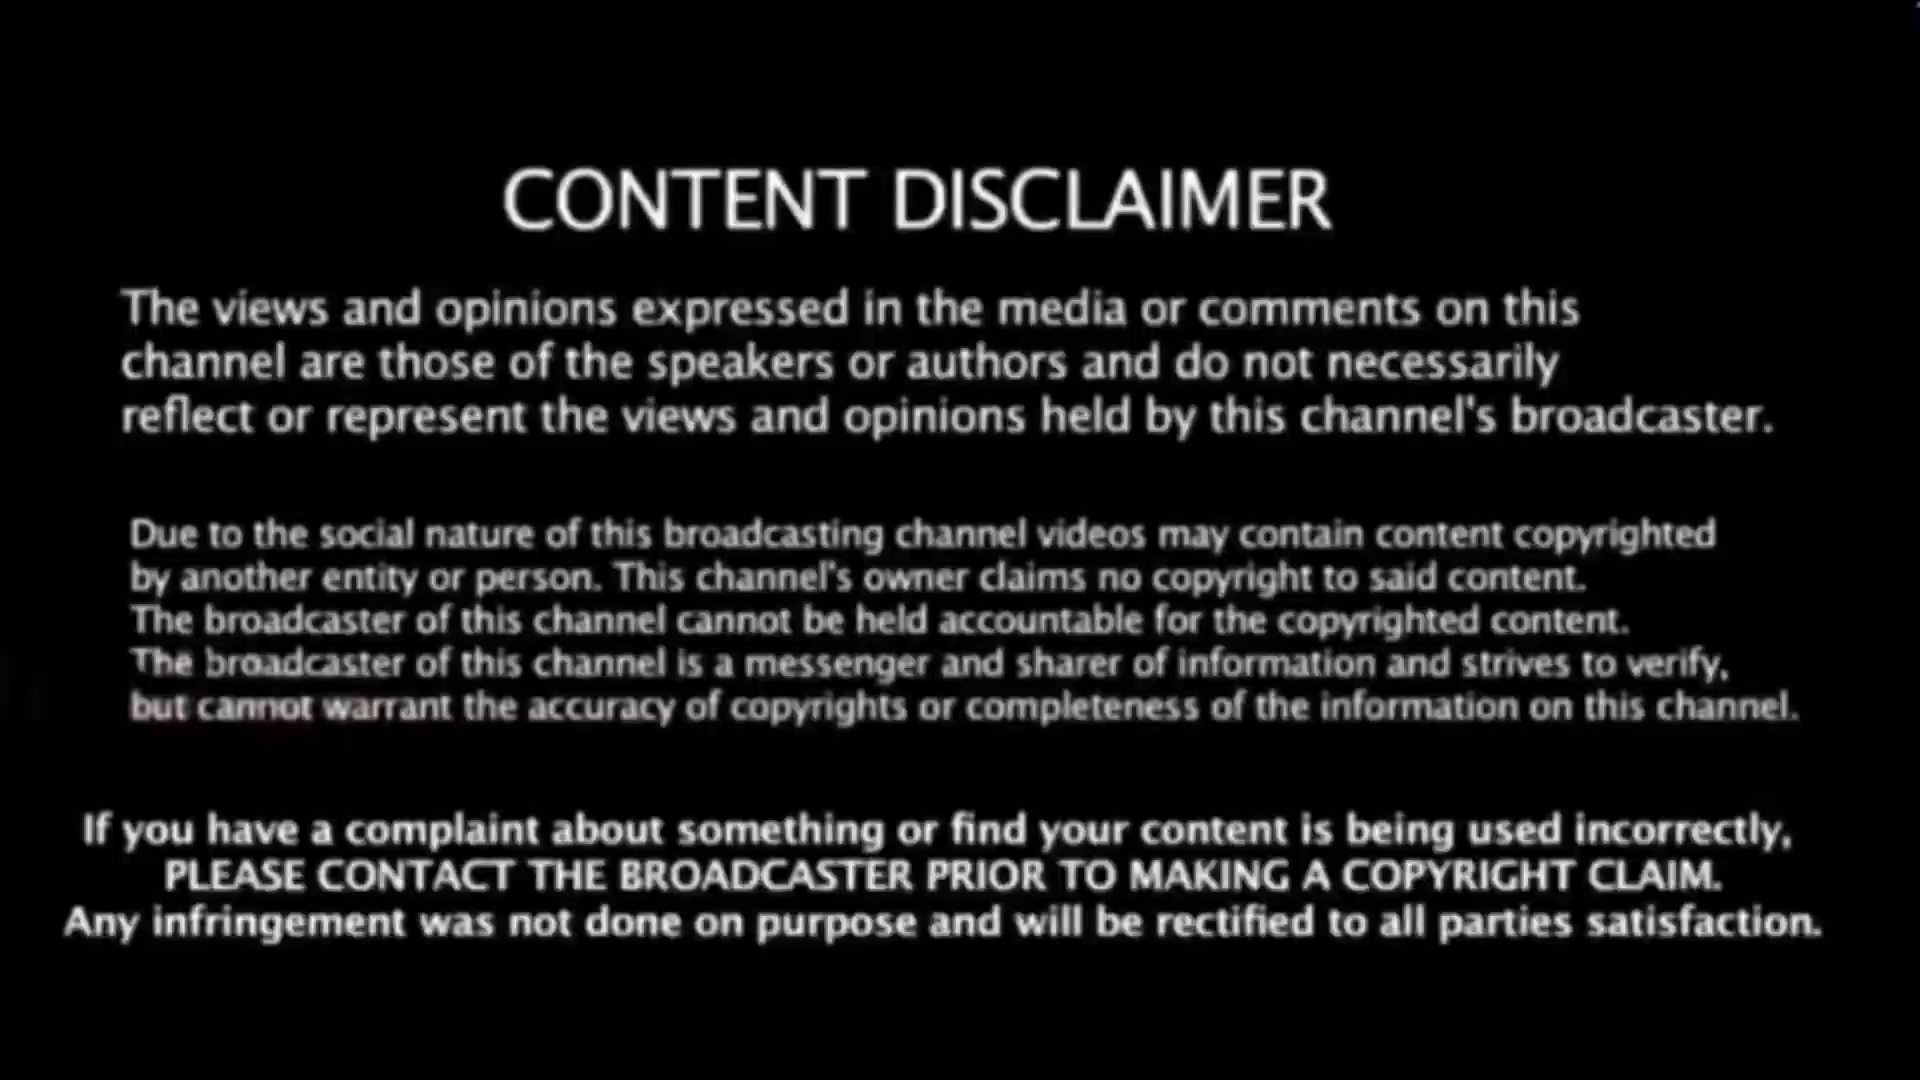 CONTENT DISCLAIMER
The views and opinions expressed in the media or comments on this
channel are those of the speakers or authors and do not necessarily
reflect or represent the views and opinions held by this channel's broadcaster.
Due to the social nature of this broadcasting channel videos may contain content copyrighted
by another entity or person. This channel's owner claims no copyright to said content.
The broadcaster of this channel cannot be held accountable for the copyrighted content.
The broadcaster of this channel is a messenger and sharer of information and strives to verify,
but cannot warrant the accuracy of copyrights or completeness of the information on this channel.
If you have a complaint about something or find your content is being used incorrectly,
PLEASE CONTACT THE BROADCASTER PRIOR TO MAKING A COPYRIGHT CLAIM.
Any infringement was not done on purpose and will be rectified to all parties satisfaction.